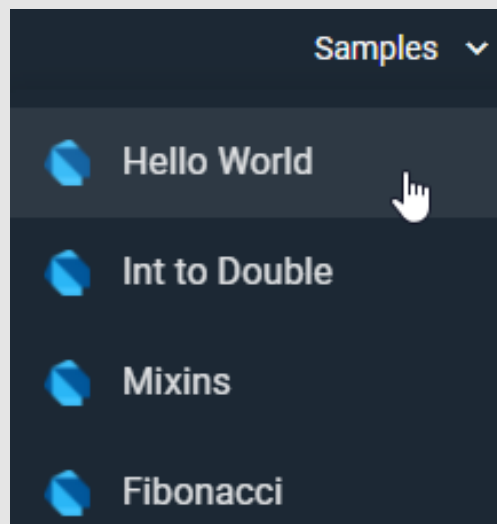 Samples
Hello World
Int to Double
Mixins
Fibonacci